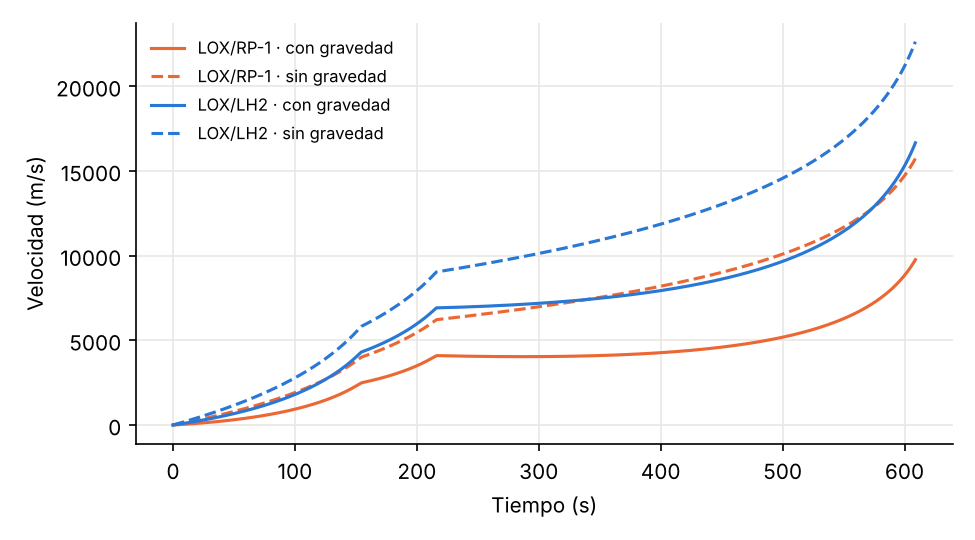 LOX/RP-1 · con gravedad
LOX/RP-1 · sin gravedad
LOX/LH2 · con gravedad
LOX/LH2 · sin gravedad
Velocidad (m/s)
20000
15000
10000
5000
0
0 100 200 300 400 500 600
Tiempo (s)